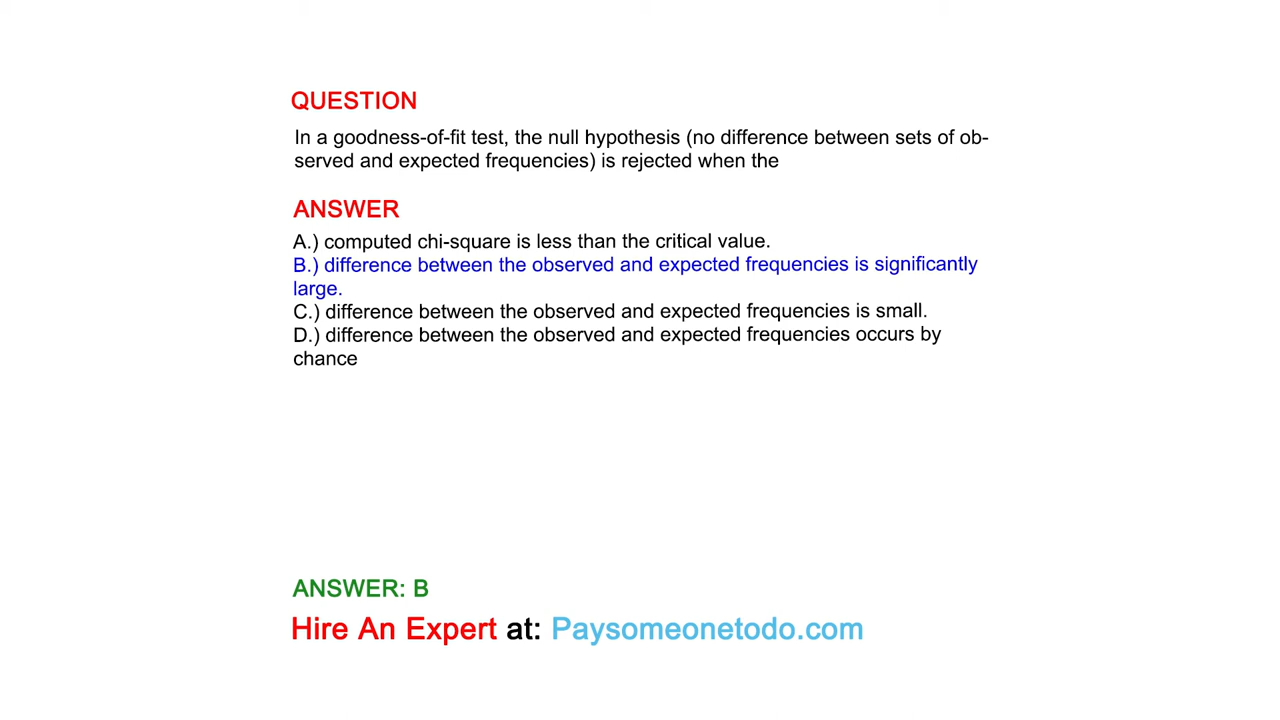 QUESTION
In a goodness-of-fit test, the null hypothesis (no difference between sets of ob-
served and expected frequencies) is rejected when the
ANSWER
A.) computed chi-square is less than the critical value.
B.) difference between the observed and expected frequencies is significantly
large.
C.) difference between the observed and expected frequencies is small.
D.) difference between the observed and expected frequencies occurs by
chance
ANSWER: B
Hire An Expert at: Paysomeonetodo.com